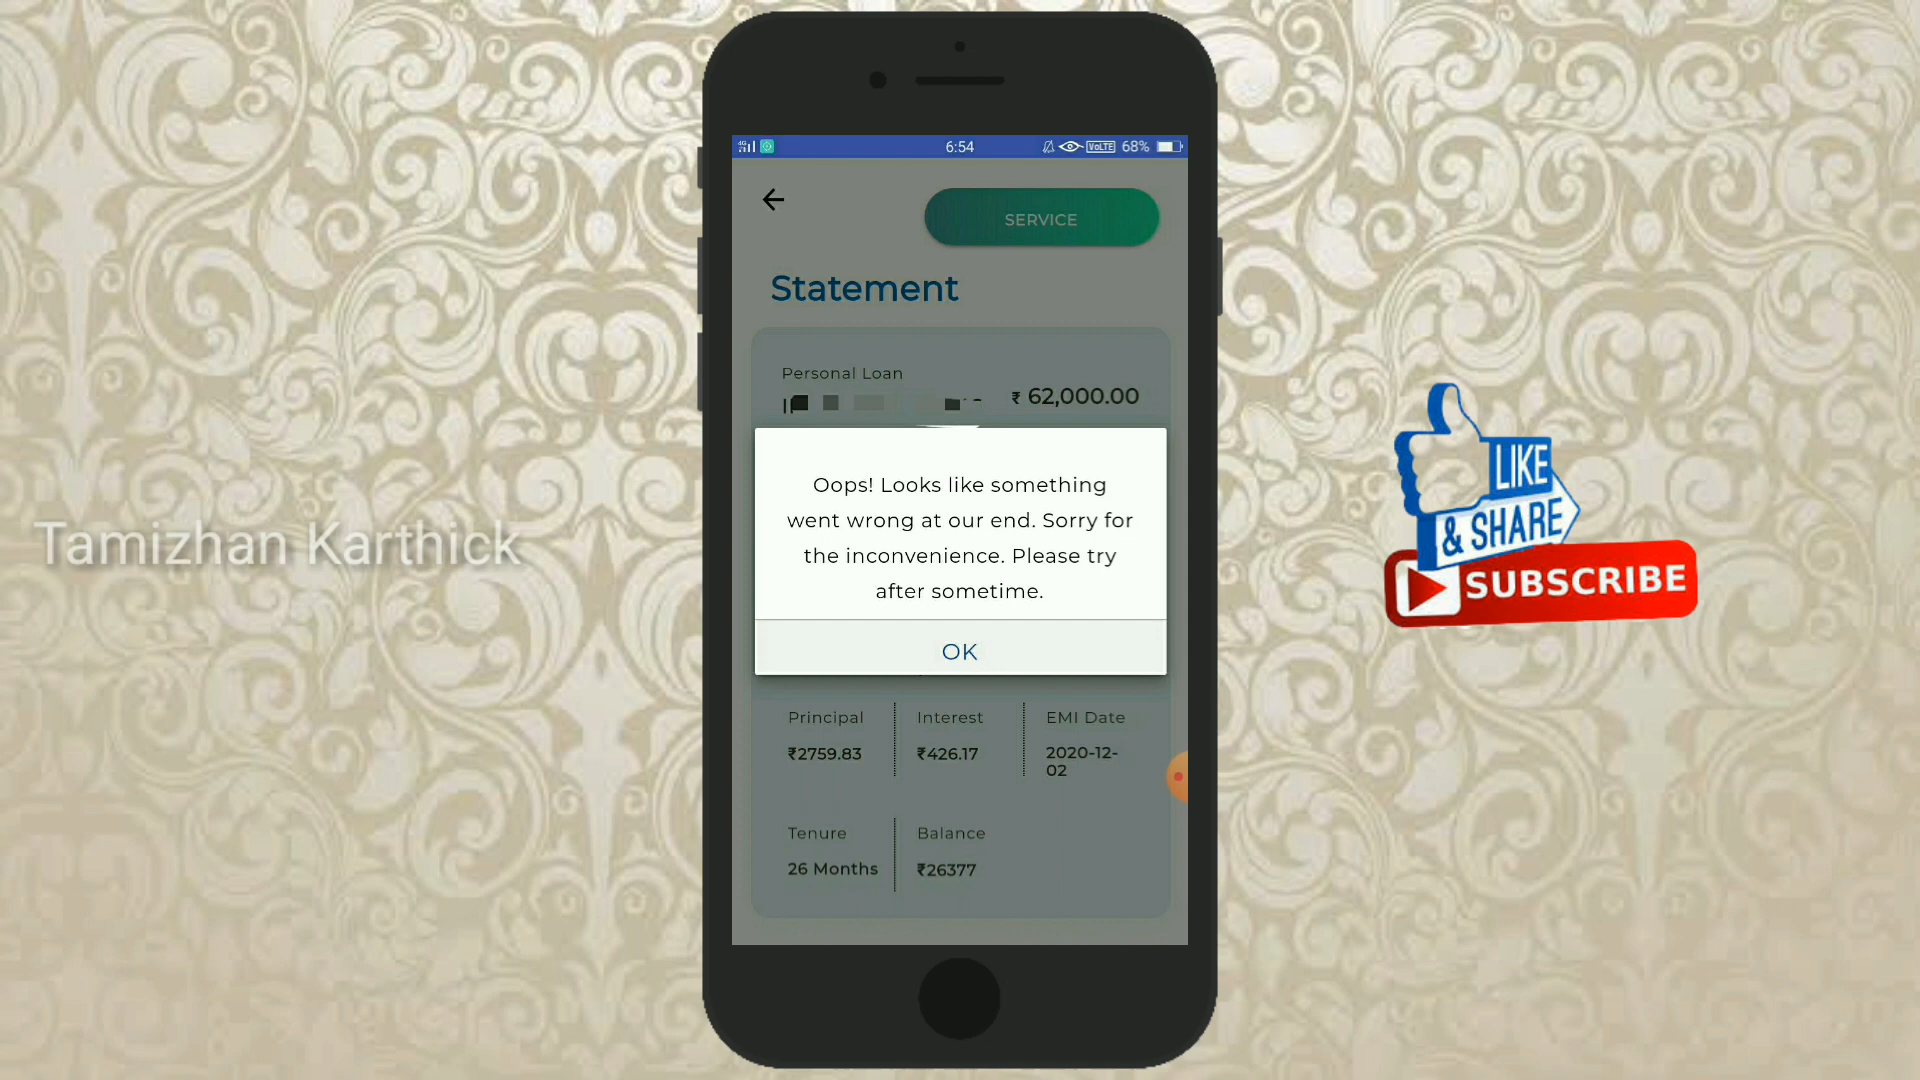 6:54
VoLTE 68%
SERVICE
Statement
Personal Loan
₹ 62,000.00
Oops! Looks like something
went wrong at our end. Sorry for
the inconvenience. Please try
after sometime.
OK
Principal
Interest
EMI Date
₹2759.83
₹426.17
2020-12-
02
Tenure
Balance
26 Months
₹26377
Tamizhan Karthick
LIKE
& SHARE
SUBSCRIBE